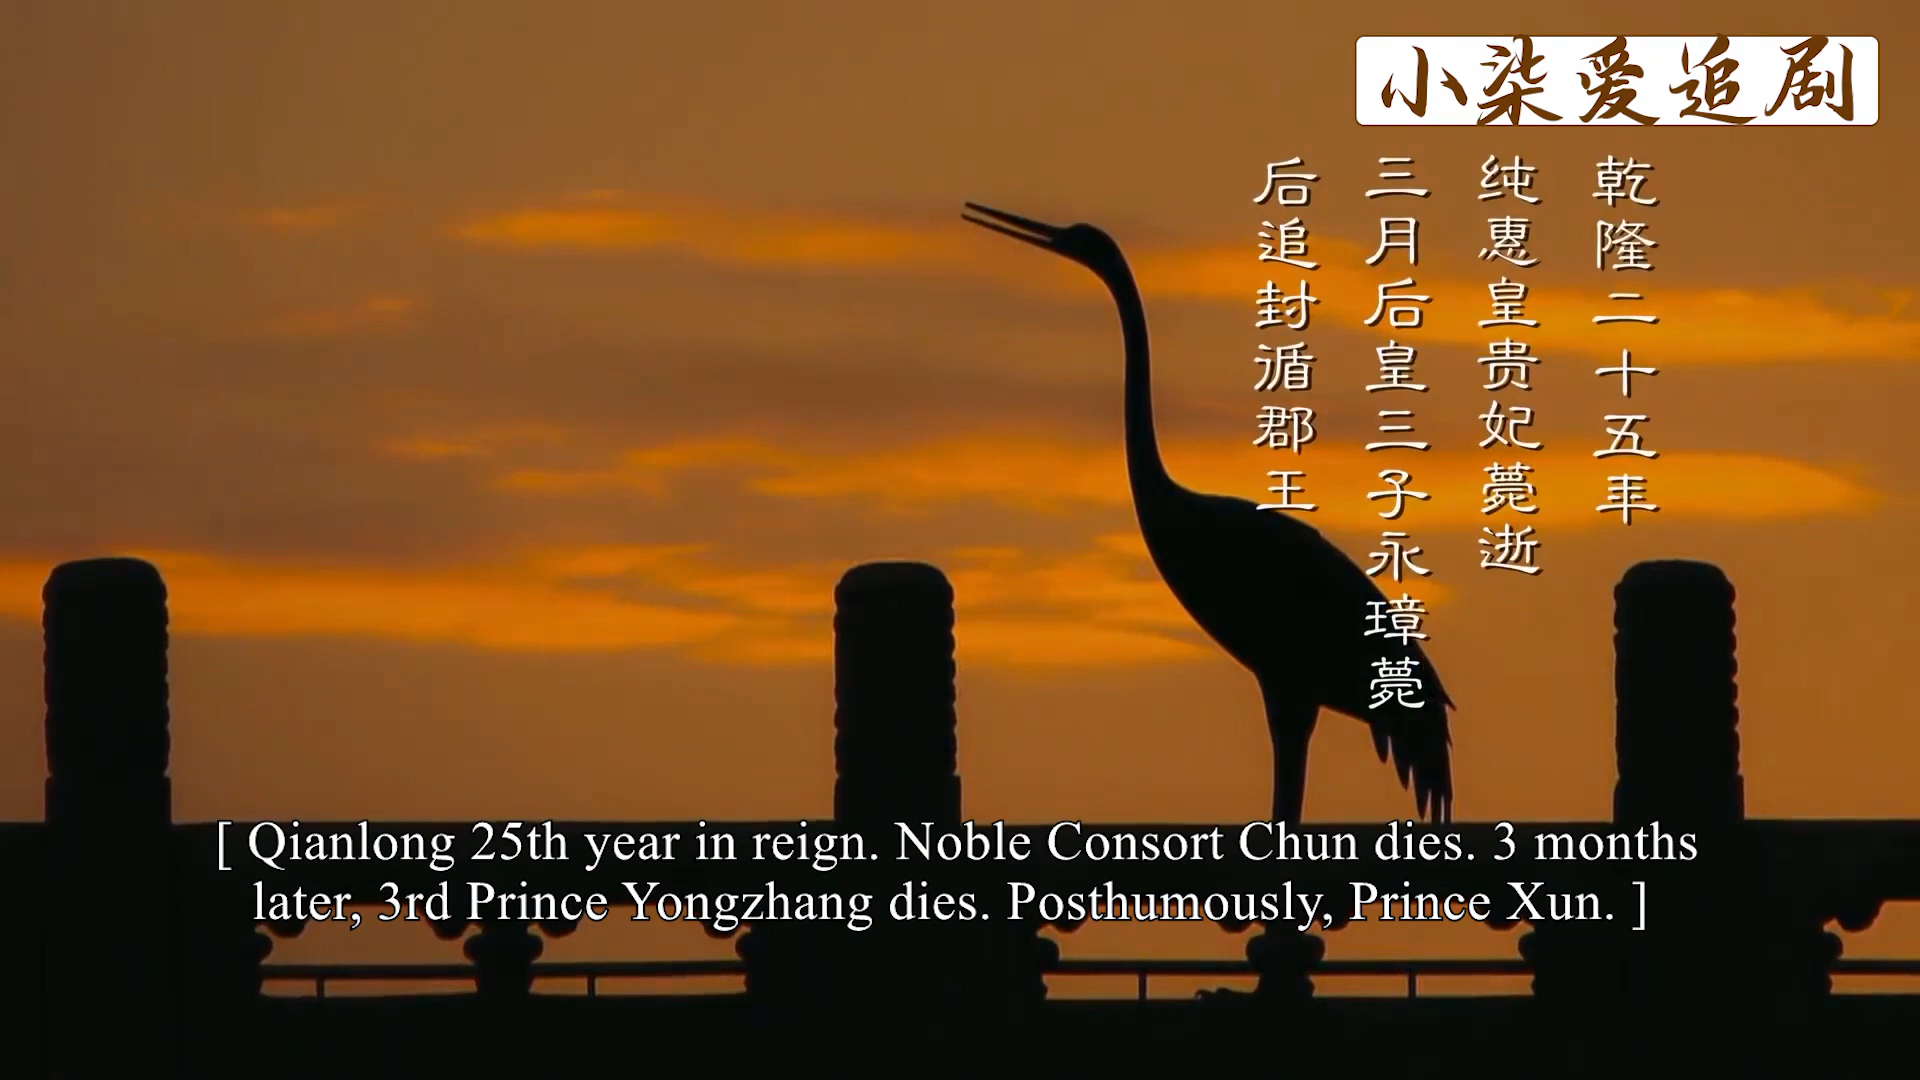 小柒爱追剧
乾隆二十五年
纯惠皇贵妃薨逝
三月后皇三子永璋薨
后追封循郡王
[ Qianlong 25th year in reign. Noble Consort Chun dies. 3 months
later, 3rd Prince Yongzhang dies. Posthumously, Prince Xun. ]